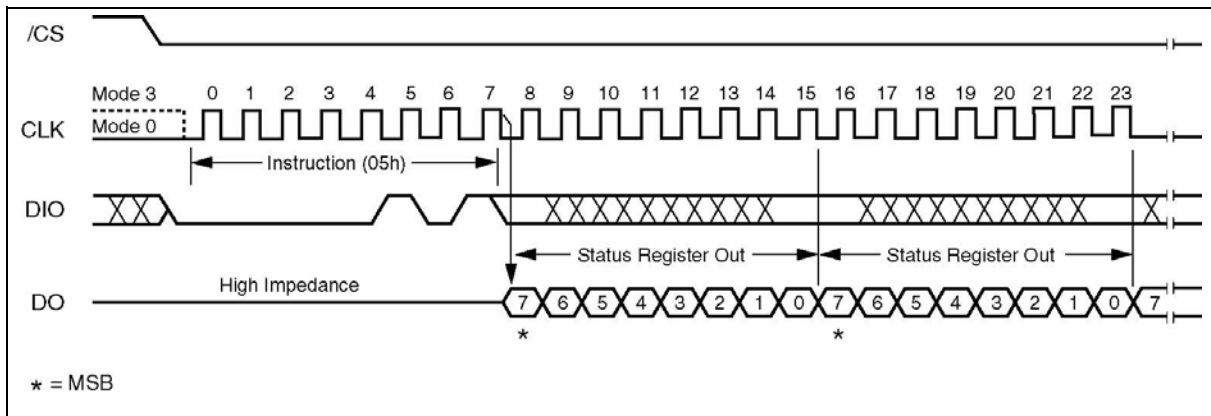 /CS
Mode 3
0 1 2 3 4 5 6 7 8 9 10 11 12 13 14 15 16 17 18 19 20 21 22 23
CLK
Mode 0
Instruction (05h)
DIO
Status Register Out
Status Register Out
High Impedance
DO
7 6 5 4 3 2 1 0 7 6 5 4 3 2 1 0 7
* *
* = MSB